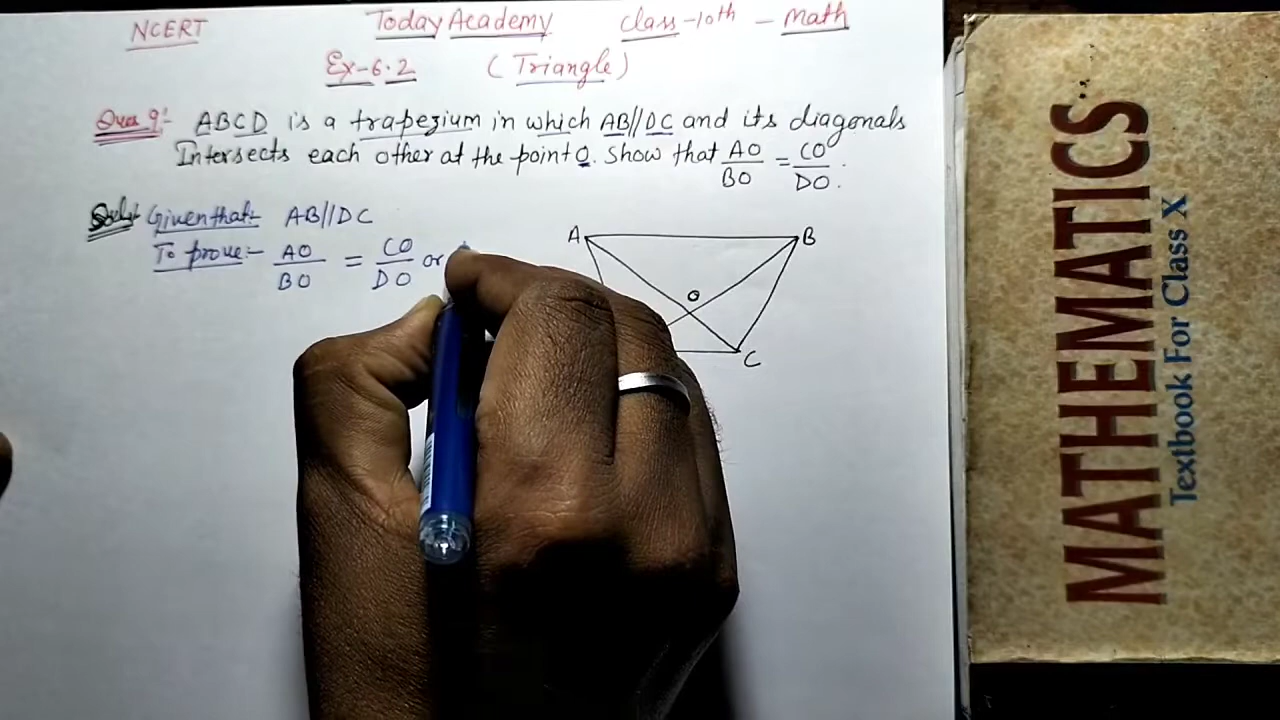 NCERT Today Academy Class-10th - Math
Ex-6.2 (Triangle)
Ques 9:- ABCD is a trapezium in which AB//DC and its diagonals
Intersects each other at the point O. Show that AO/BO = CO/DO.
Soln:- Given that:- AB//DC
To prove:- AO/BO = CO/DO or
A B
O
C
MATHEMATICS
Textbook For Class X